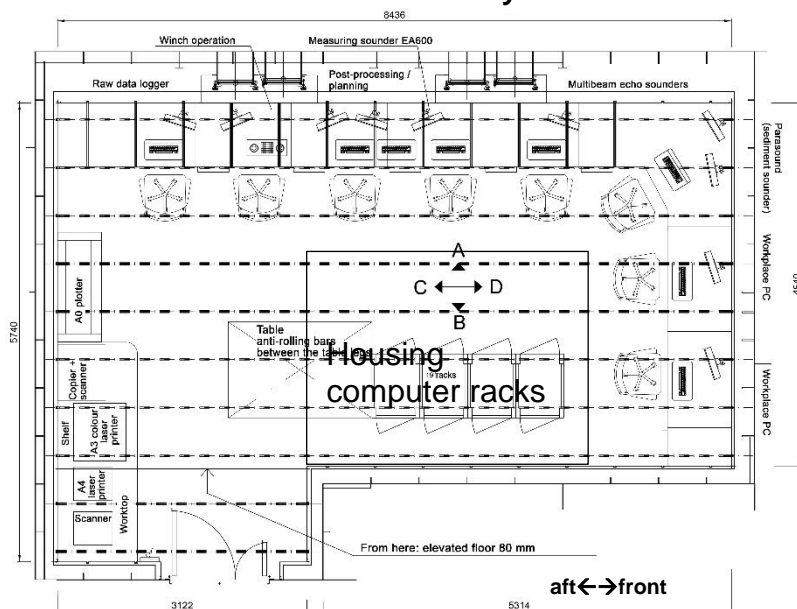 8436
Winch operation
Measuring sounder EA600
Raw data logger
Post-processing /
planning
Multibeam echo sounders
Parasound
(sediment sounder)
Workplace PC
Workplace PC
5740
A0 plotter
A
C
D
B
Table
anti-rolling bars
between the table legs
Housing
computer racks
19"racks
Copier +
scanner
Shelf
A3 colour
laser
printer
A4
laser
printer
Scanner
Worktop
From here: elevated floor 80 mm
aft←→front
3122
5314